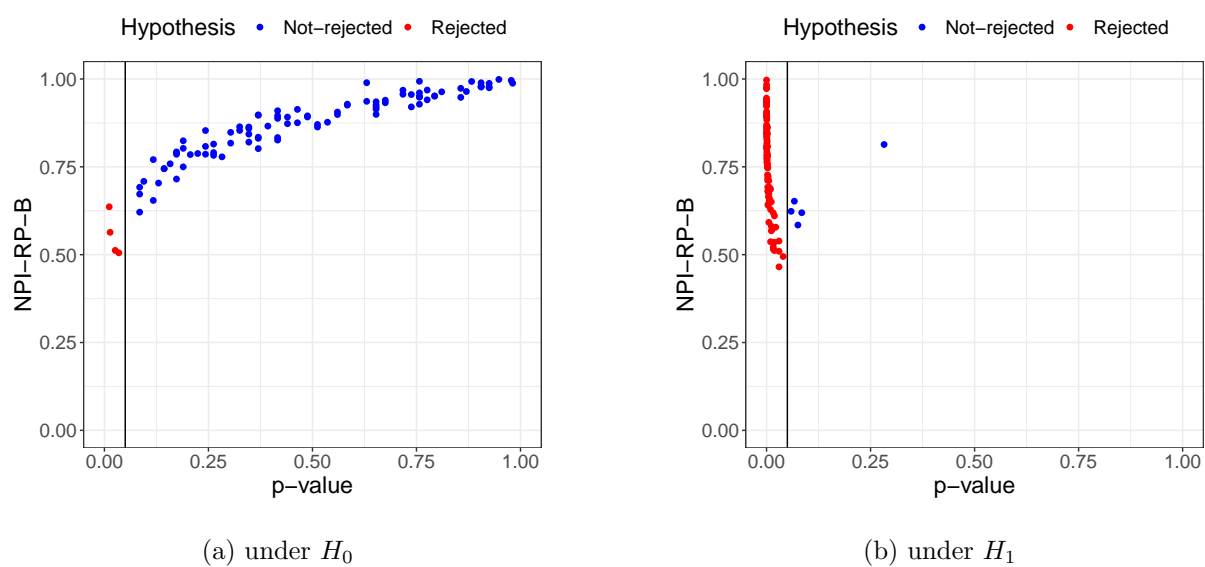 Hypothesis Not−rejected Rejected
NPI−RP−B
1.00
0.75
0.50
0.25
0.00
0.00 0.25 0.50 0.75 1.00
p−value
(a) under H₀
Hypothesis Not−rejected Rejected
NPI−RP−B
1.00
0.75
0.50
0.25
0.00
0.00 0.25 0.50 0.75 1.00
p−value
(b) under H₁